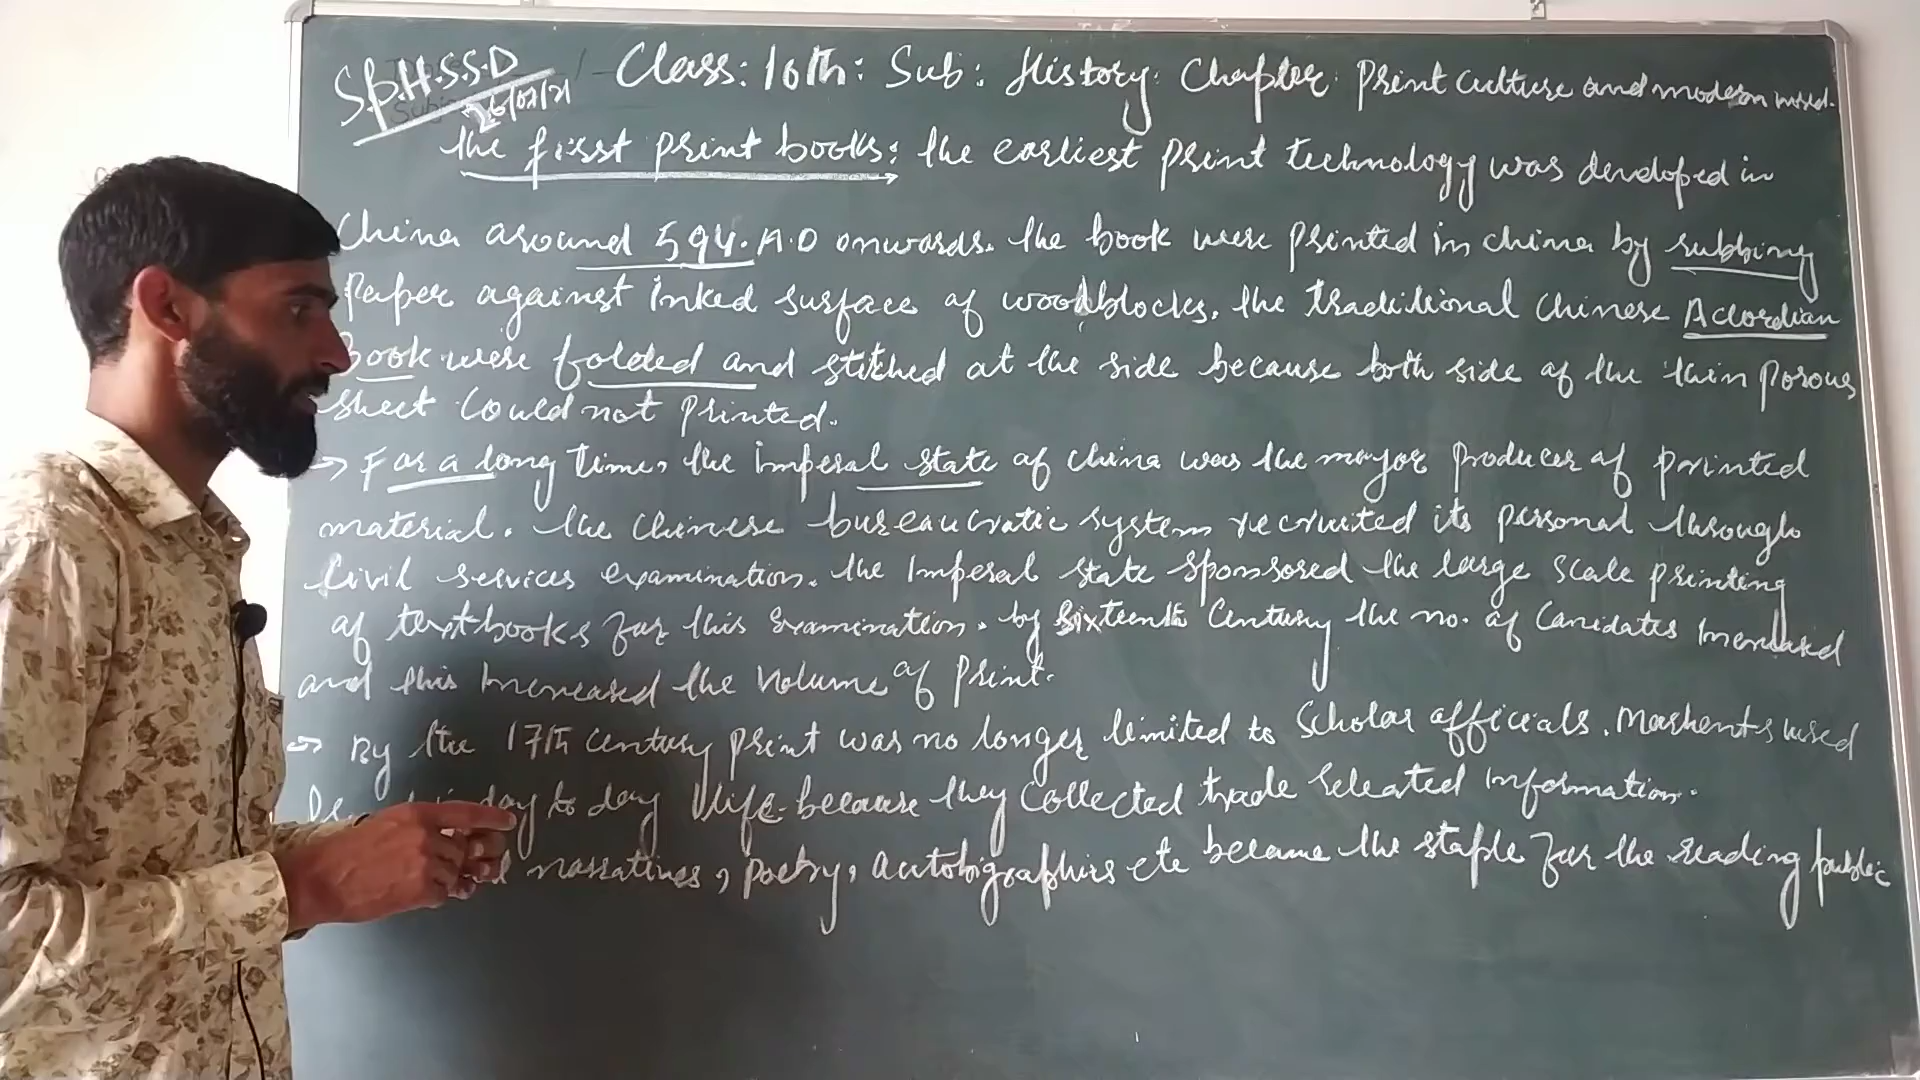 S.P.H.S.S.D Class: 10th: Sub: History: Chapter: Print culture and modern world.
26/07/21
the first print books: the earliest print technology was developed in
China around 594. A.D onwards. the book were printed in china by rubbing
Paper against inked surface of woodblocks. the traditional Chinese Accordian
Book were folded and stitched at the side because both side of the thin porous
sheet could not printed.
→ For a long time, the imperal state of China was the mayor producer of printed
material. the Chinese bureaucratic system recruited its personal through
Civil services examination. the Imperal state sponsored the large scale printing
of textbooks for this examination. by sixteenth century the no. of Canidates Increased
and this Increased the volume of print.
→ By the 17th century print was no longer limited to Scholar officials. Marhents used
day to day life because they collected trade releated information.
narratives, poetry, autobiographies etc became the staple for the reading public